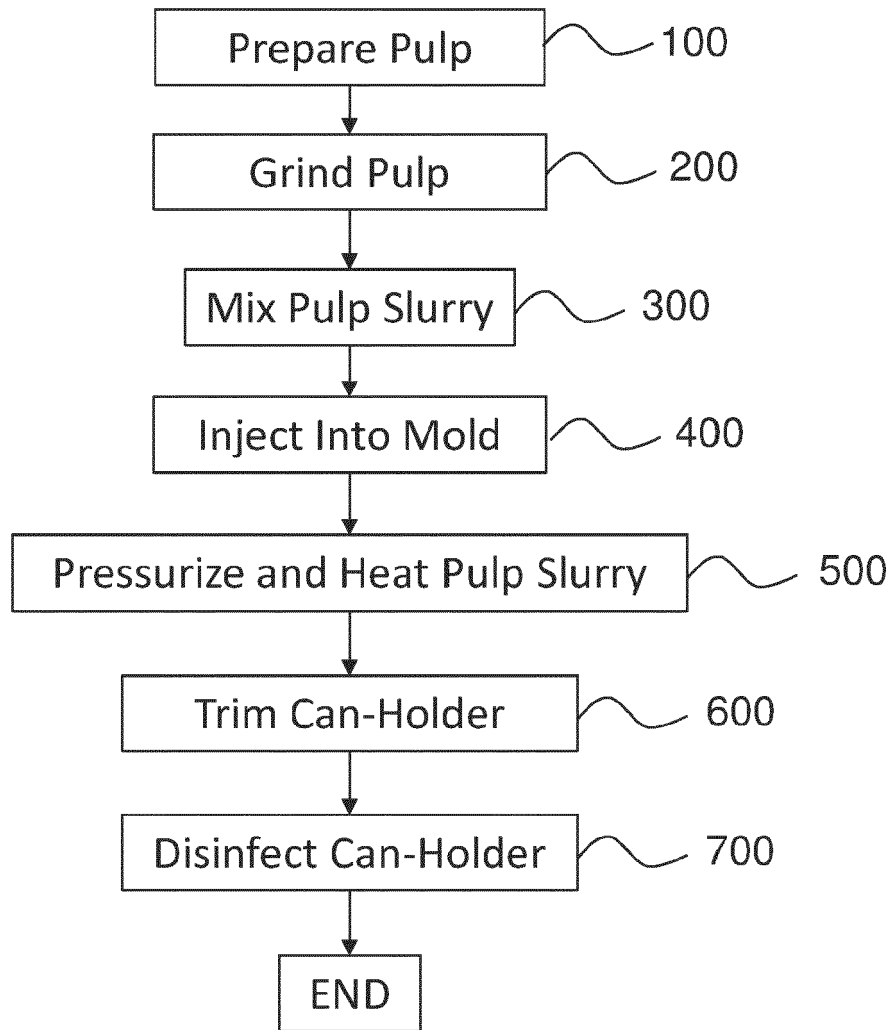 Prepare Pulp 100
Grind Pulp 200
Mix Pulp Slurry 300
Inject Into Mold 400
Pressurize and Heat Pulp Slurry 500
Trim Can-Holder 600
Disinfect Can-Holder 700
END